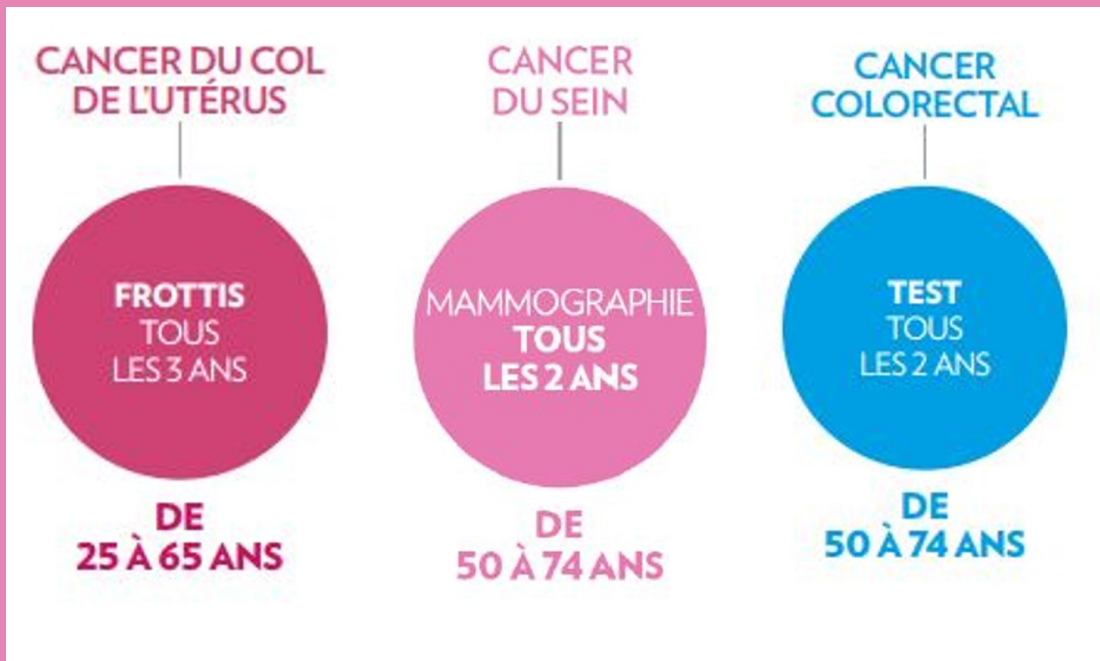 CANCER DU COL
DE L'UTÉRUS
FROTTIS
TOUS
LES 3 ANS
DE
25 À 65 ANS
CANCER
DU SEIN
MAMMOGRAPHIE
TOUS
LES 2 ANS
DE
50 À 74 ANS
CANCER
COLORECTAL
TEST
TOUS
LES 2 ANS
DE
50 À 74 ANS